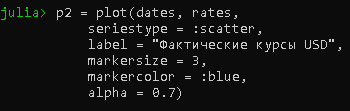 julia> p2 = plot(dates, rates,
seriestype = :scatter,
label = "Фактические курсы USD",
markersize = 3,
markercolor = :blue,
alpha = 0.7)